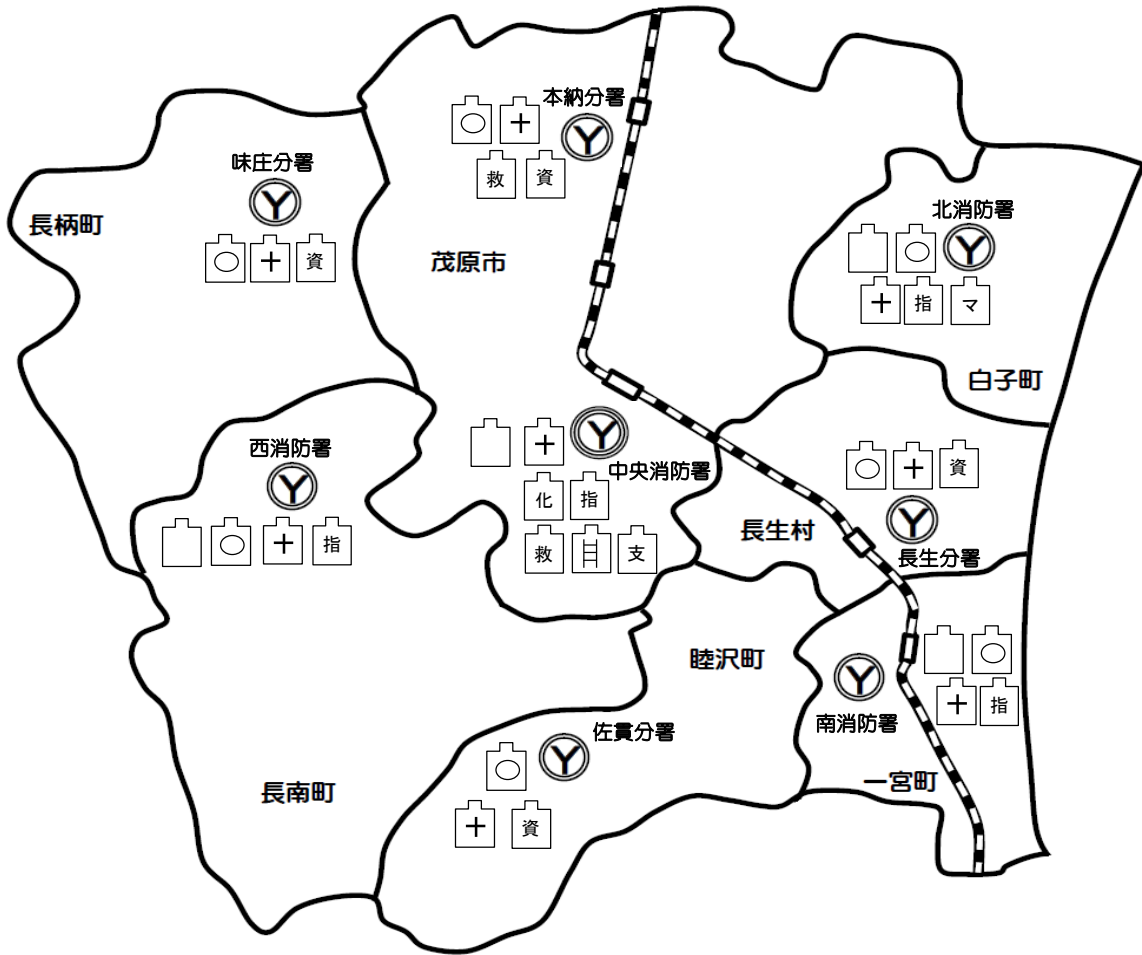 本納分署
救 資
味庄分署
長柄町
資
茂原市
北消防署
指 マ
白子町
西消防署
指
中央消防署
化 指
救 支
資
長生村
長生分署
睦沢町
南消防署
指
佐貫分署
資
長南町
一宮町